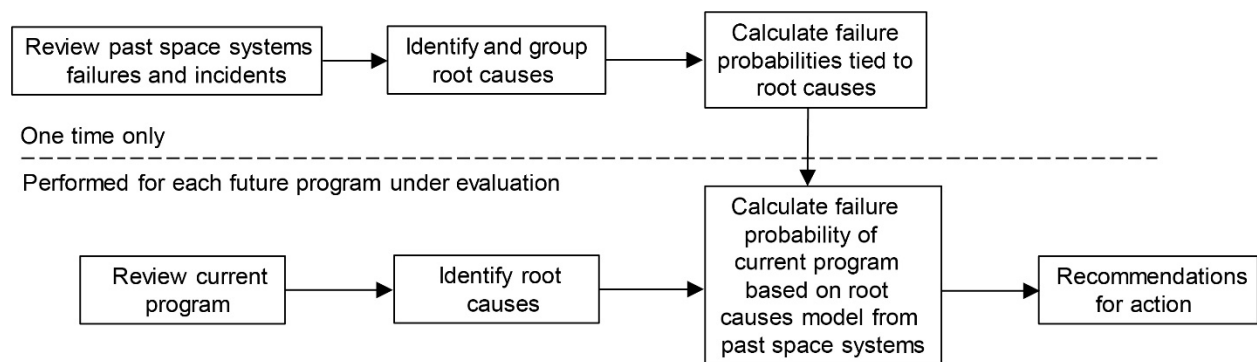 Review past space systems
failures and incidents
Identify and group
root causes
Calculate failure
probabilities tied to
root causes
One time only
Performed for each future program under evaluation
Review current
program
Identify root
causes
Calculate failure
probability of
current program
based on root
causes model from
past space systems
Recommendations
for action